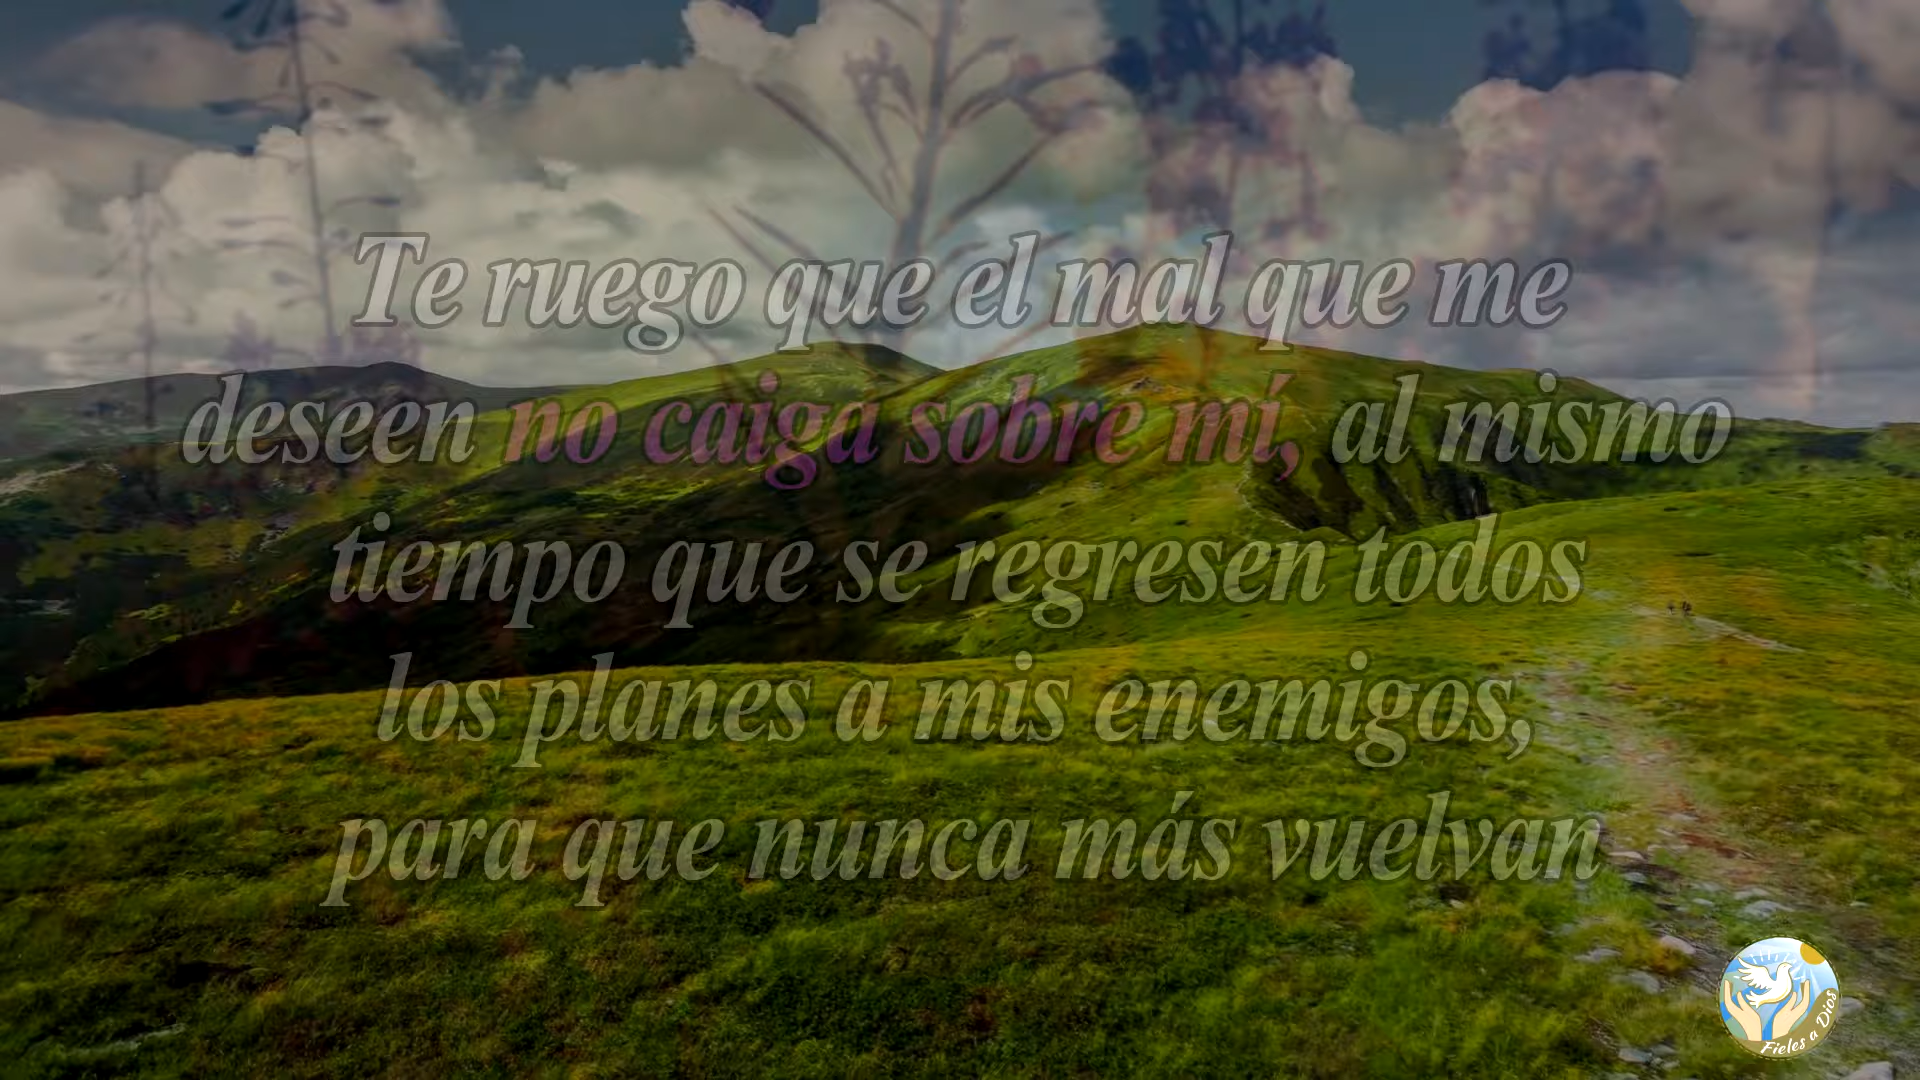 Te ruego que el mal que me
deseen no caiga sobre mí, al mismo
tiempo que se regresen todos
los planes a mis enemigos,
para que nunca más vuelvan
Fieles a Dios